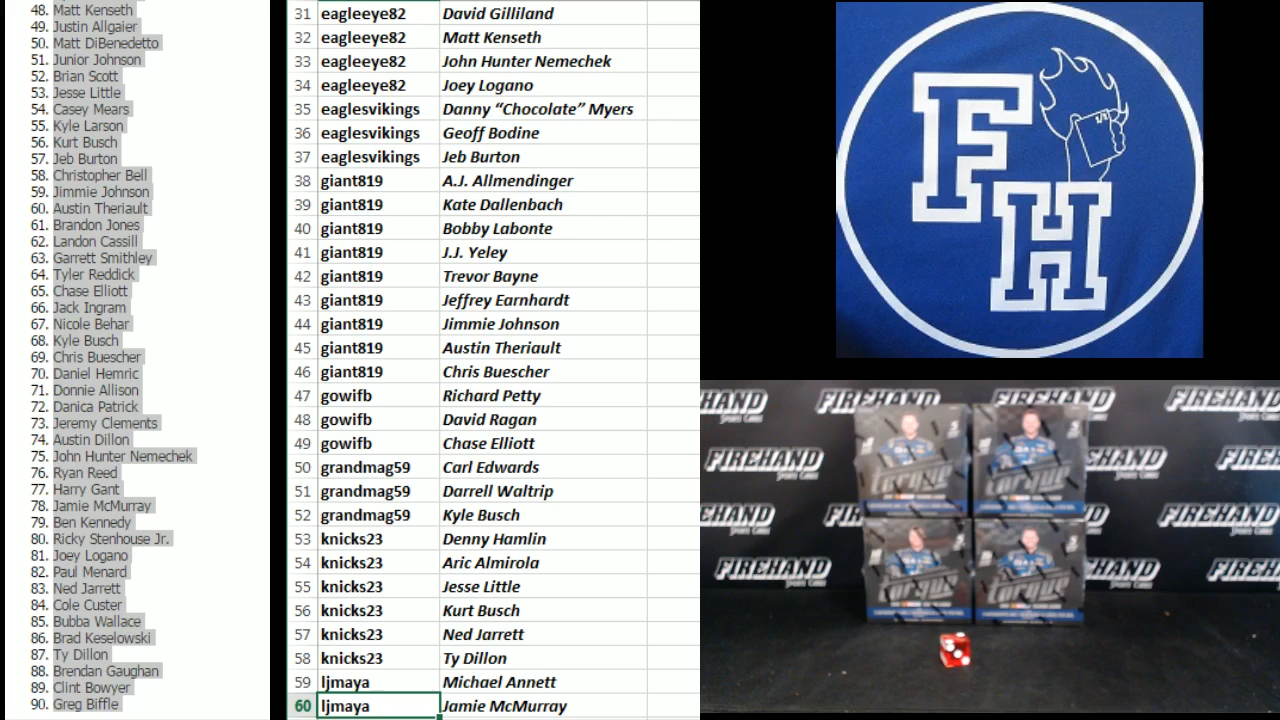 48. Matt Kenseth
49. Justin Allgaier
50. Matt DiBenedetto
51. Junior Johnson
52. Brian Scott
53. Jesse Little
54. Casey Mears
55. Kyle Larson
56. Kurt Busch
57. Jeb Burton
58. Christopher Bell
59. Jimmie Johnson
60. Austin Theriault
61. Brandon Jones
62. Landon Cassill
63. Garrett Smithley
64. Tyler Reddick
65. Chase Elliott
66. Jack Ingram
67. Nicole Behar
68. Kyle Busch
69. Chris Buescher
70. Daniel Hemric
71. Donnie Allison
72. Danica Patrick
73. Jeremy Clements
74. Austin Dillon
75. John Hunter Nemechek
76. Ryan Reed
77. Harry Gant
78. Jamie McMurray
79. Ben Kennedy
80. Ricky Stenhouse Jr.
81. Joey Logano
82. Paul Menard
83. Ned Jarrett
84. Cole Custer
85. Bubba Wallace
86. Brad Keselowski
87. Ty Dillon
88. Brendan Gaughan
89. Clint Bowyer
90. Greg Biffle
31 eagleeye82 David Gilliland
32 eagleeye82 Matt Kenseth
33 eagleeye82 John Hunter Nemechek
34 eagleeye82 Joey Logano
35 eaglesvikings Danny “Chocolate” Myers
36 eaglesvikings Geoff Bodine
37 eaglesvikings Jeb Burton
38 giant819 A.J. Allmendinger
39 giant819 Kate Dallenbach
40 giant819 Bobby Labonte
41 giant819 J.J. Yeley
42 giant819 Trevor Bayne
43 giant819 Jeffrey Earnhardt
44 giant819 Jimmie Johnson
45 giant819 Austin Theriault
46 giant819 Chris Buescher
47 gowifb Richard Petty
48 gowifb David Ragan
49 gowifb Chase Elliott
50 grandmag59 Carl Edwards
51 grandmag59 Darrell Waltrip
52 grandmag59 Kyle Busch
53 knicks23 Denny Hamlin
54 knicks23 Aric Almirola
55 knicks23 Jesse Little
56 knicks23 Kurt Busch
57 knicks23 Ned Jarrett
58 knicks23 Ty Dillon
59 ljmaya Michael Annett
60 ljmaya Jamie McMurray
FH
1/1
FIREHAND
Torque